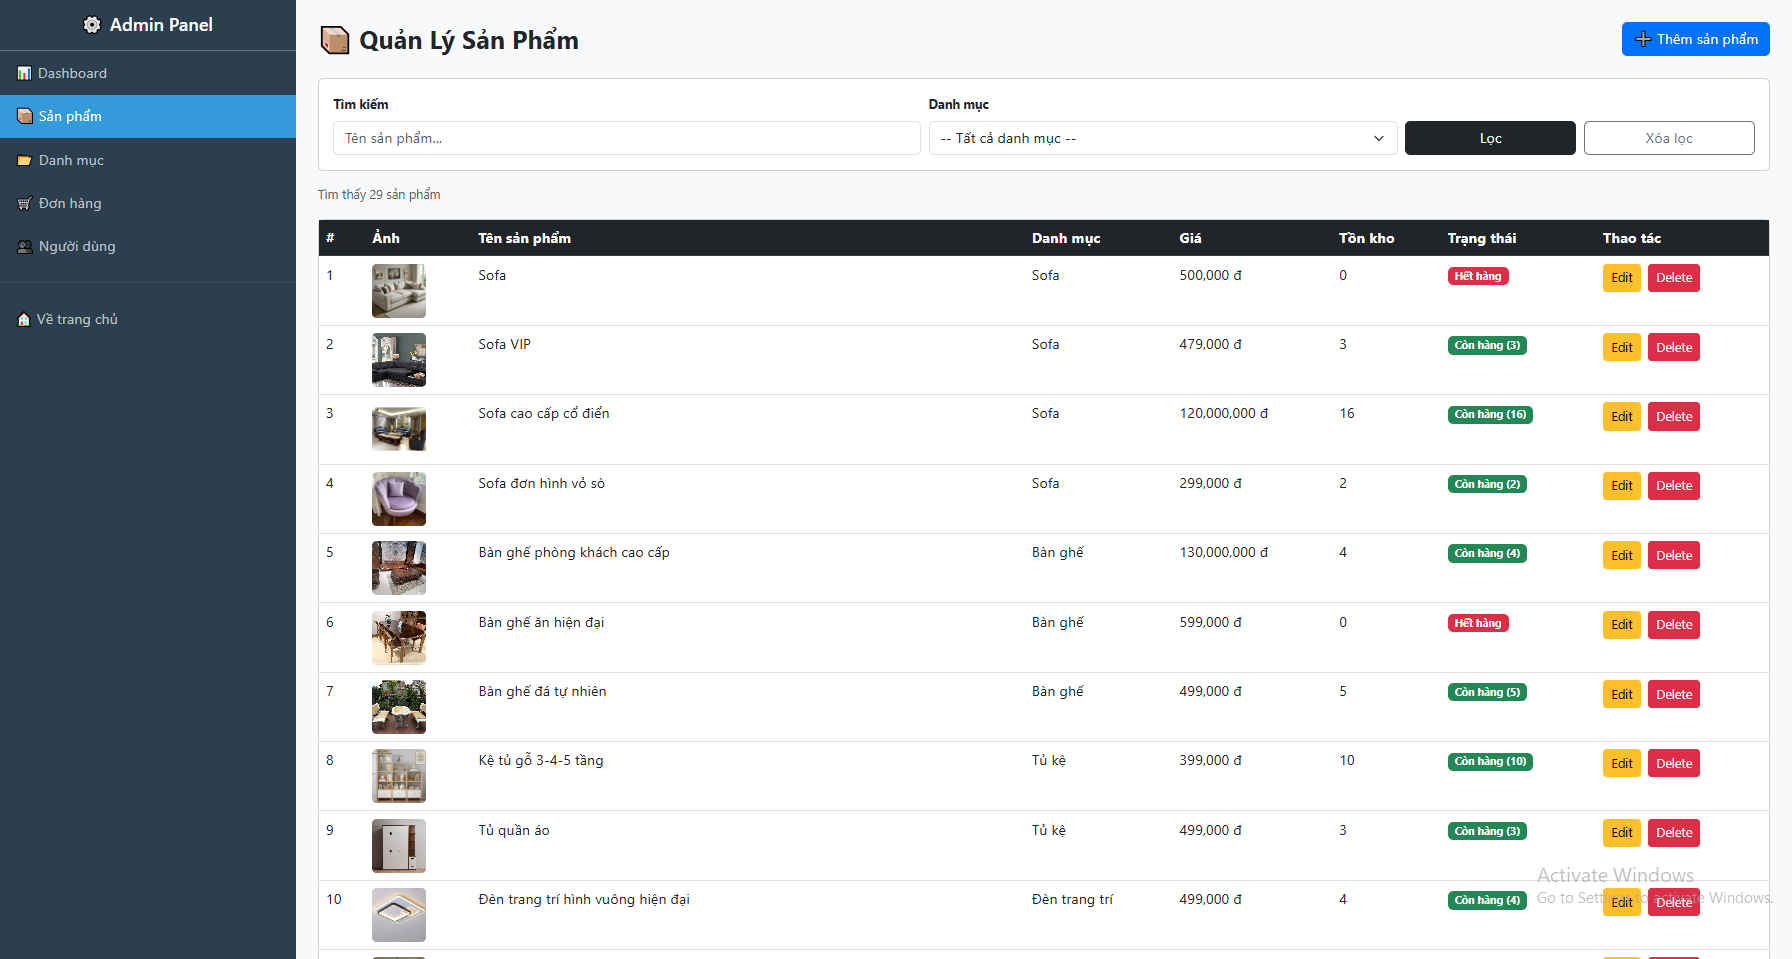 Admin Panel
Dashboard
Sản phẩm
Danh mục
Đơn hàng
Người dùng
Về trang chủ
Quản Lý Sản Phẩm
Thêm sản phẩm
Tìm kiếm
Danh mục
Tên sản phẩm...
-- Tất cả danh mục --
Lọc
Xóa lọc
Tìm thấy 29 sản phẩm
# Ảnh Tên sản phẩm Danh mục Giá Tồn kho Trạng thái Thao tác
1 Sofa Sofa 500,000 đ 0 Hết hàng Edit Delete
2 Sofa VIP Sofa 479,000 đ 3 Còn hàng (3) Edit Delete
3 Sofa cao cấp cổ điển Sofa 120,000,000 đ 16 Còn hàng (16) Edit Delete
4 Sofa đơn hình vỏ sò Sofa 299,000 đ 2 Còn hàng (2) Edit Delete
5 Bàn ghế phòng khách cao cấp Bàn ghế 130,000,000 đ 4 Còn hàng (4) Edit Delete
6 Bàn ghế ăn hiện đại Bàn ghế 599,000 đ 0 Hết hàng Edit Delete
7 Bàn ghế đá tự nhiên Bàn ghế 499,000 đ 5 Còn hàng (5) Edit Delete
8 Kệ tủ gỗ 3-4-5 tầng Tủ kệ 399,000 đ 10 Còn hàng (10) Edit Delete
9 Tủ quần áo Tủ kệ 499,000 đ 3 Còn hàng (3) Edit Delete
10 Đèn trang trí hình vuông hiện đại Đèn trang trí 499,000 đ 4 Còn hàng (4) Edit Delete
Activate Windows
Go to Settings to activate Windows.